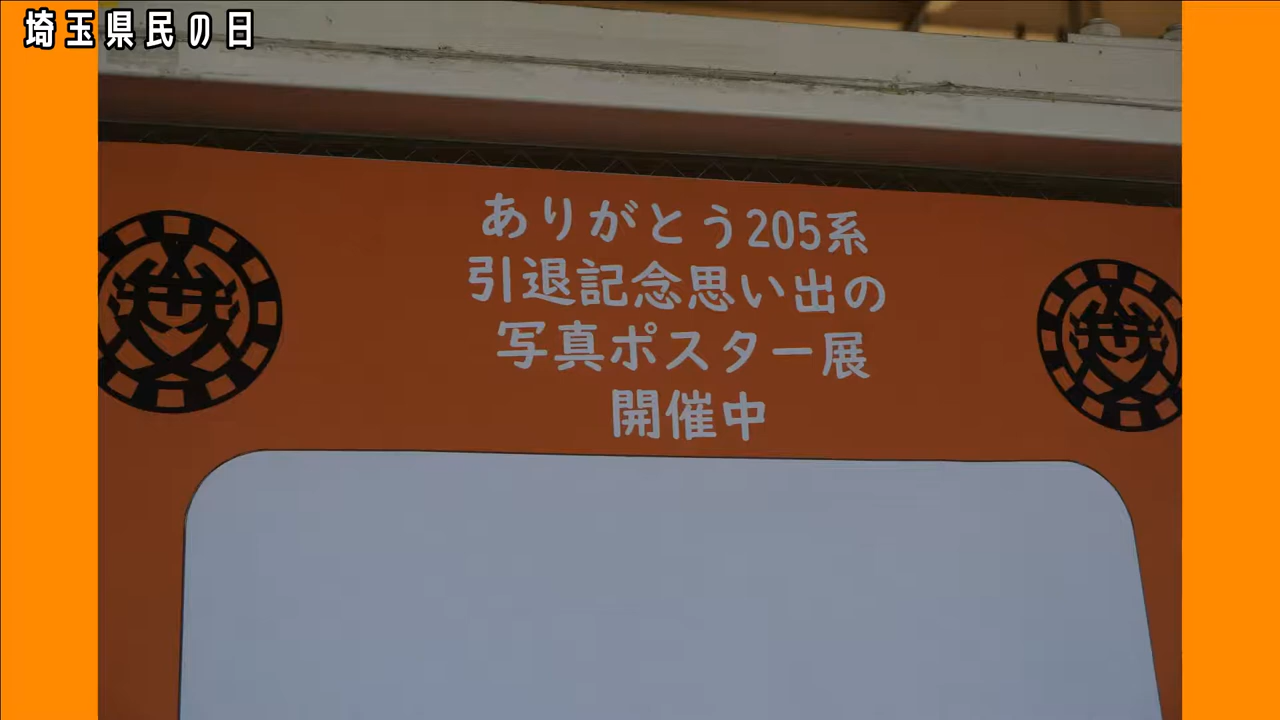 埼玉県民の日
ありがとう205系
引退記念思い出の
写真ポスター展
開催中